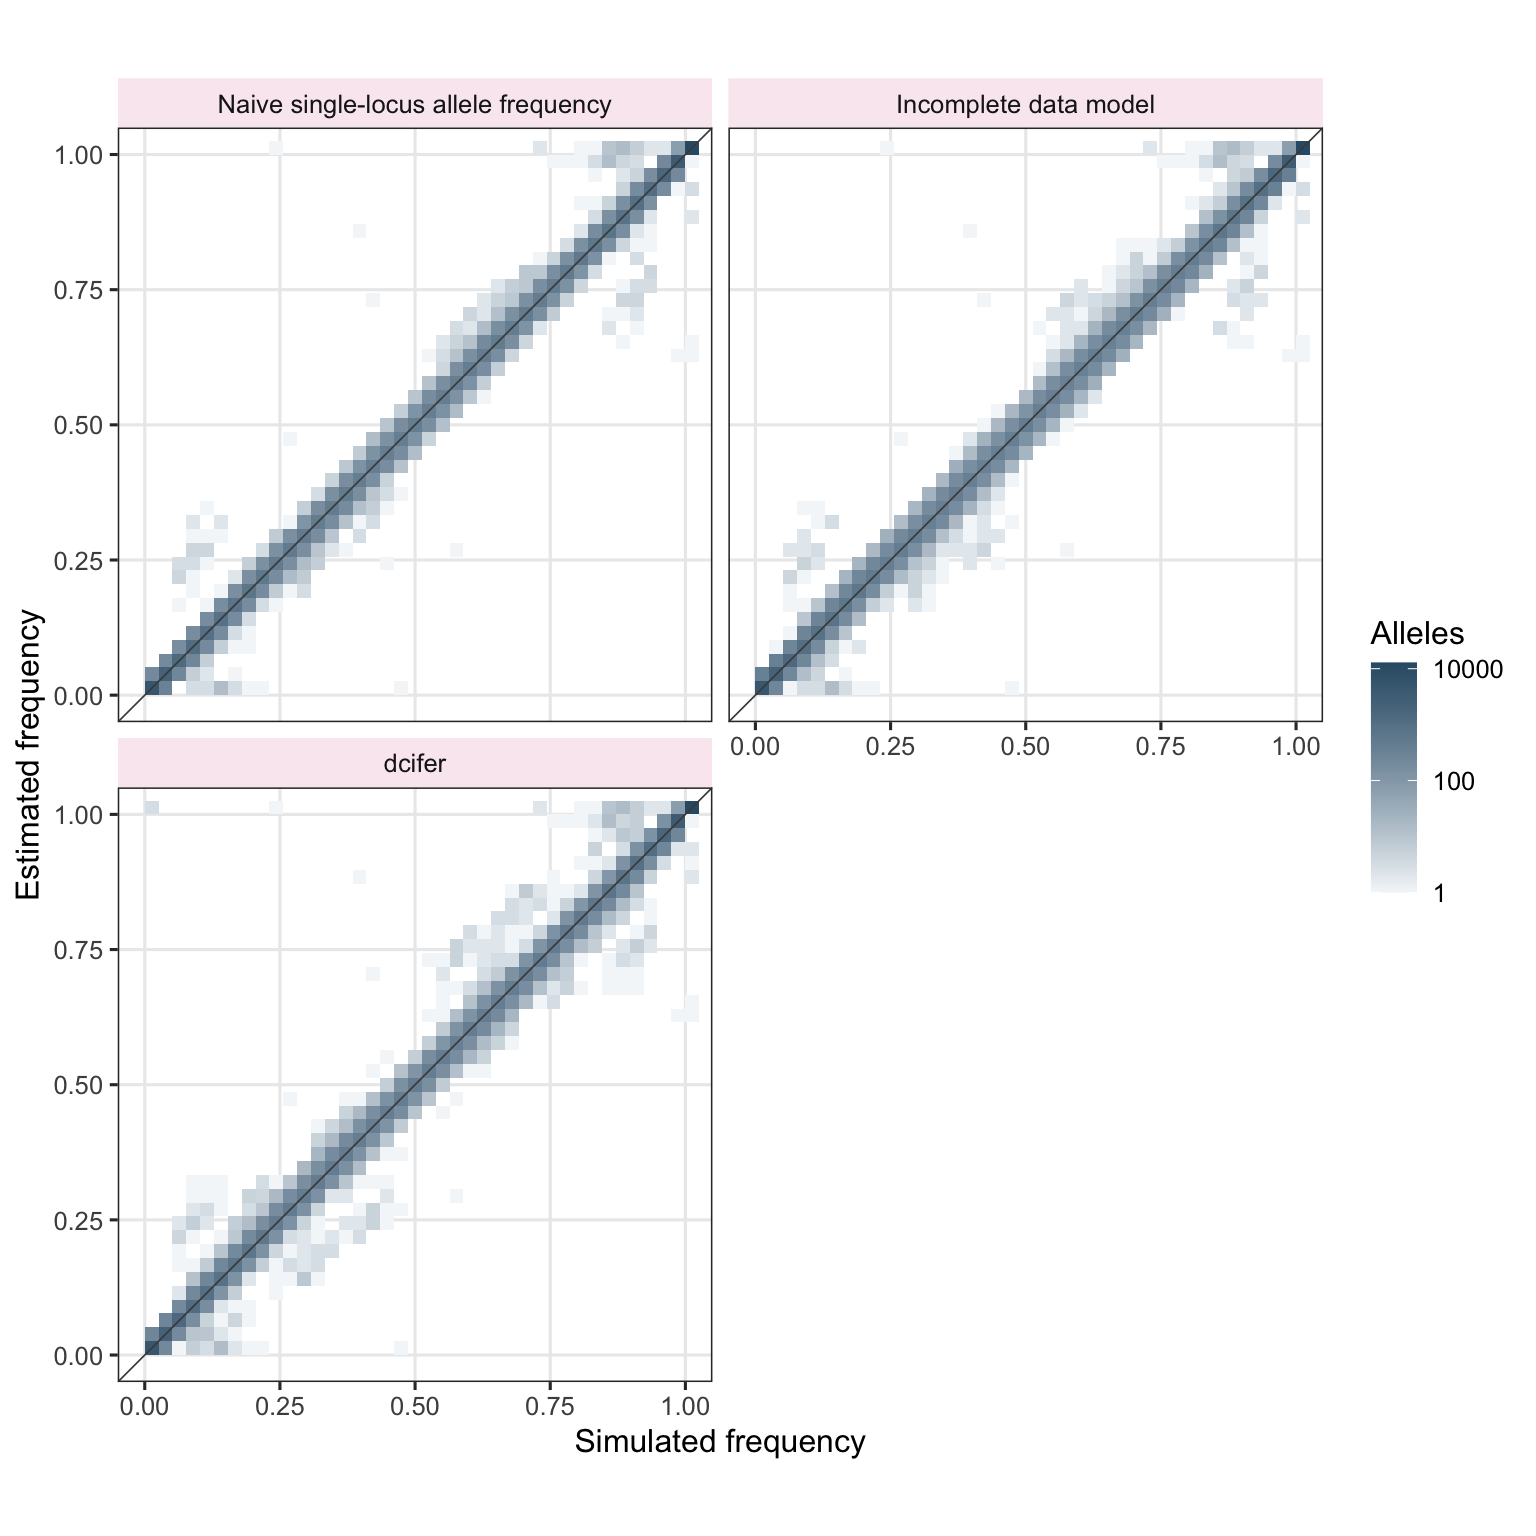 Naive single-locus allele frequency
Incomplete data model
1.00
0.75
0.50
0.25
0.00
0.00 0.25 0.50 0.75 1.00
dcifer
1.00
0.75
0.50
0.25
0.00
0.00 0.25 0.50 0.75 1.00
Estimated frequency
Simulated frequency
Alleles
10000
100
1